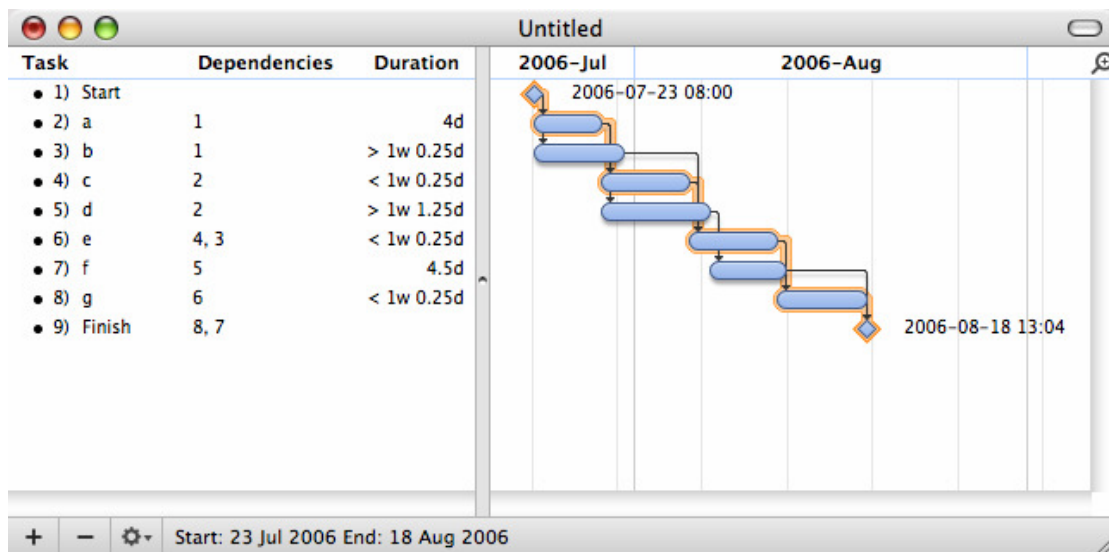 Untitled
Task Dependencies Duration 2006-Jul 2006-Aug
1) Start 2006-07-23 08:00
2) a 1 4d
3) b 1 > 1w 0.25d
4) c 2 < 1w 0.25d
5) d 2 > 1w 1.25d
6) e 4, 3 < 1w 0.25d
7) f 5 4.5d
8) g 6 < 1w 0.25d
9) Finish 8, 7 2006-08-18 13:04
Start: 23 Jul 2006 End: 18 Aug 2006